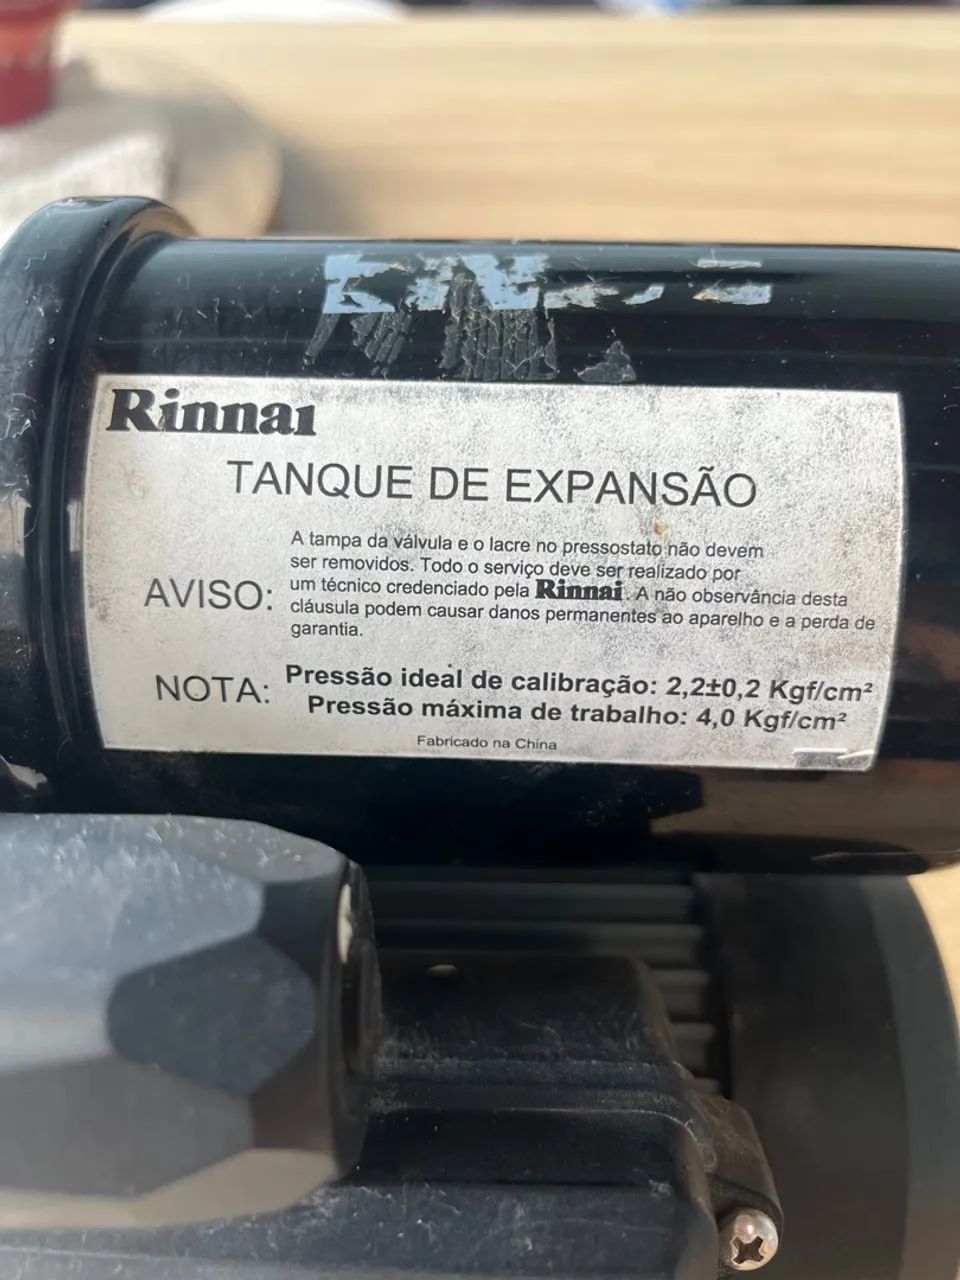 Rinnai
TANQUE DE EXPANSÃO
AVISO:
A tampa da válvula e o lacre no pressostato não devem
ser removidos. Todo o serviço deve ser realizado por
um técnico credenciado pela Rinnai. A não observância desta
cláusula podem causar danos permanentes ao aparelho e a perda de
garantia.
NOTA:
Pressão ideal de calibração: 2,2±0,2 Kgf/cm²
Pressão máxima de trabalho: 4,0 Kgf/cm²
Fabricado na China